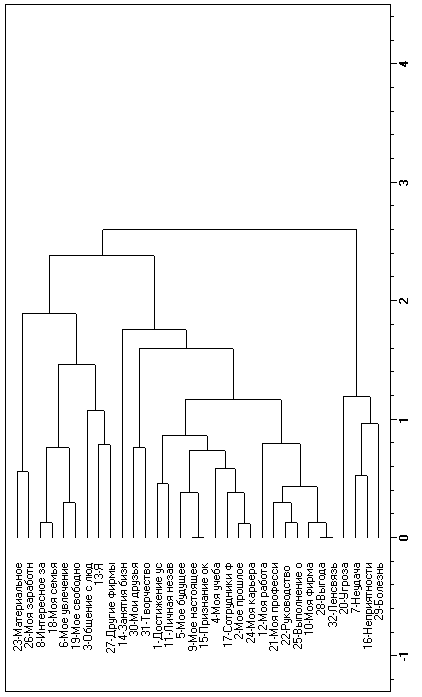 23-Материальное
26-Моя заработн
8-Интересное за
18-Моя семья
6-Мое увлечение
19-Мое свободно
3-Общение с люд
13-Я
27-Другие фирмы
14-Занятия бизн
30-Мои друзья
31-Творчество
1-Достижение ус
11-Личная незав
5-Мое будущее
9-Мое настоящее
15-Признание ок
4-Моя учеба
17-Сотрудники ф
2-Мое прошлое
24-Моя карьера
12-Моя работа
21-Моя професси
22-Руководство
25-Выполнение о
10-Моя фирма
28-Выгода
32-Ленсвязь
20-Угроза
7-Неудача
16-Неприятности
29-Болезнь
-1
0
1
2
3
4